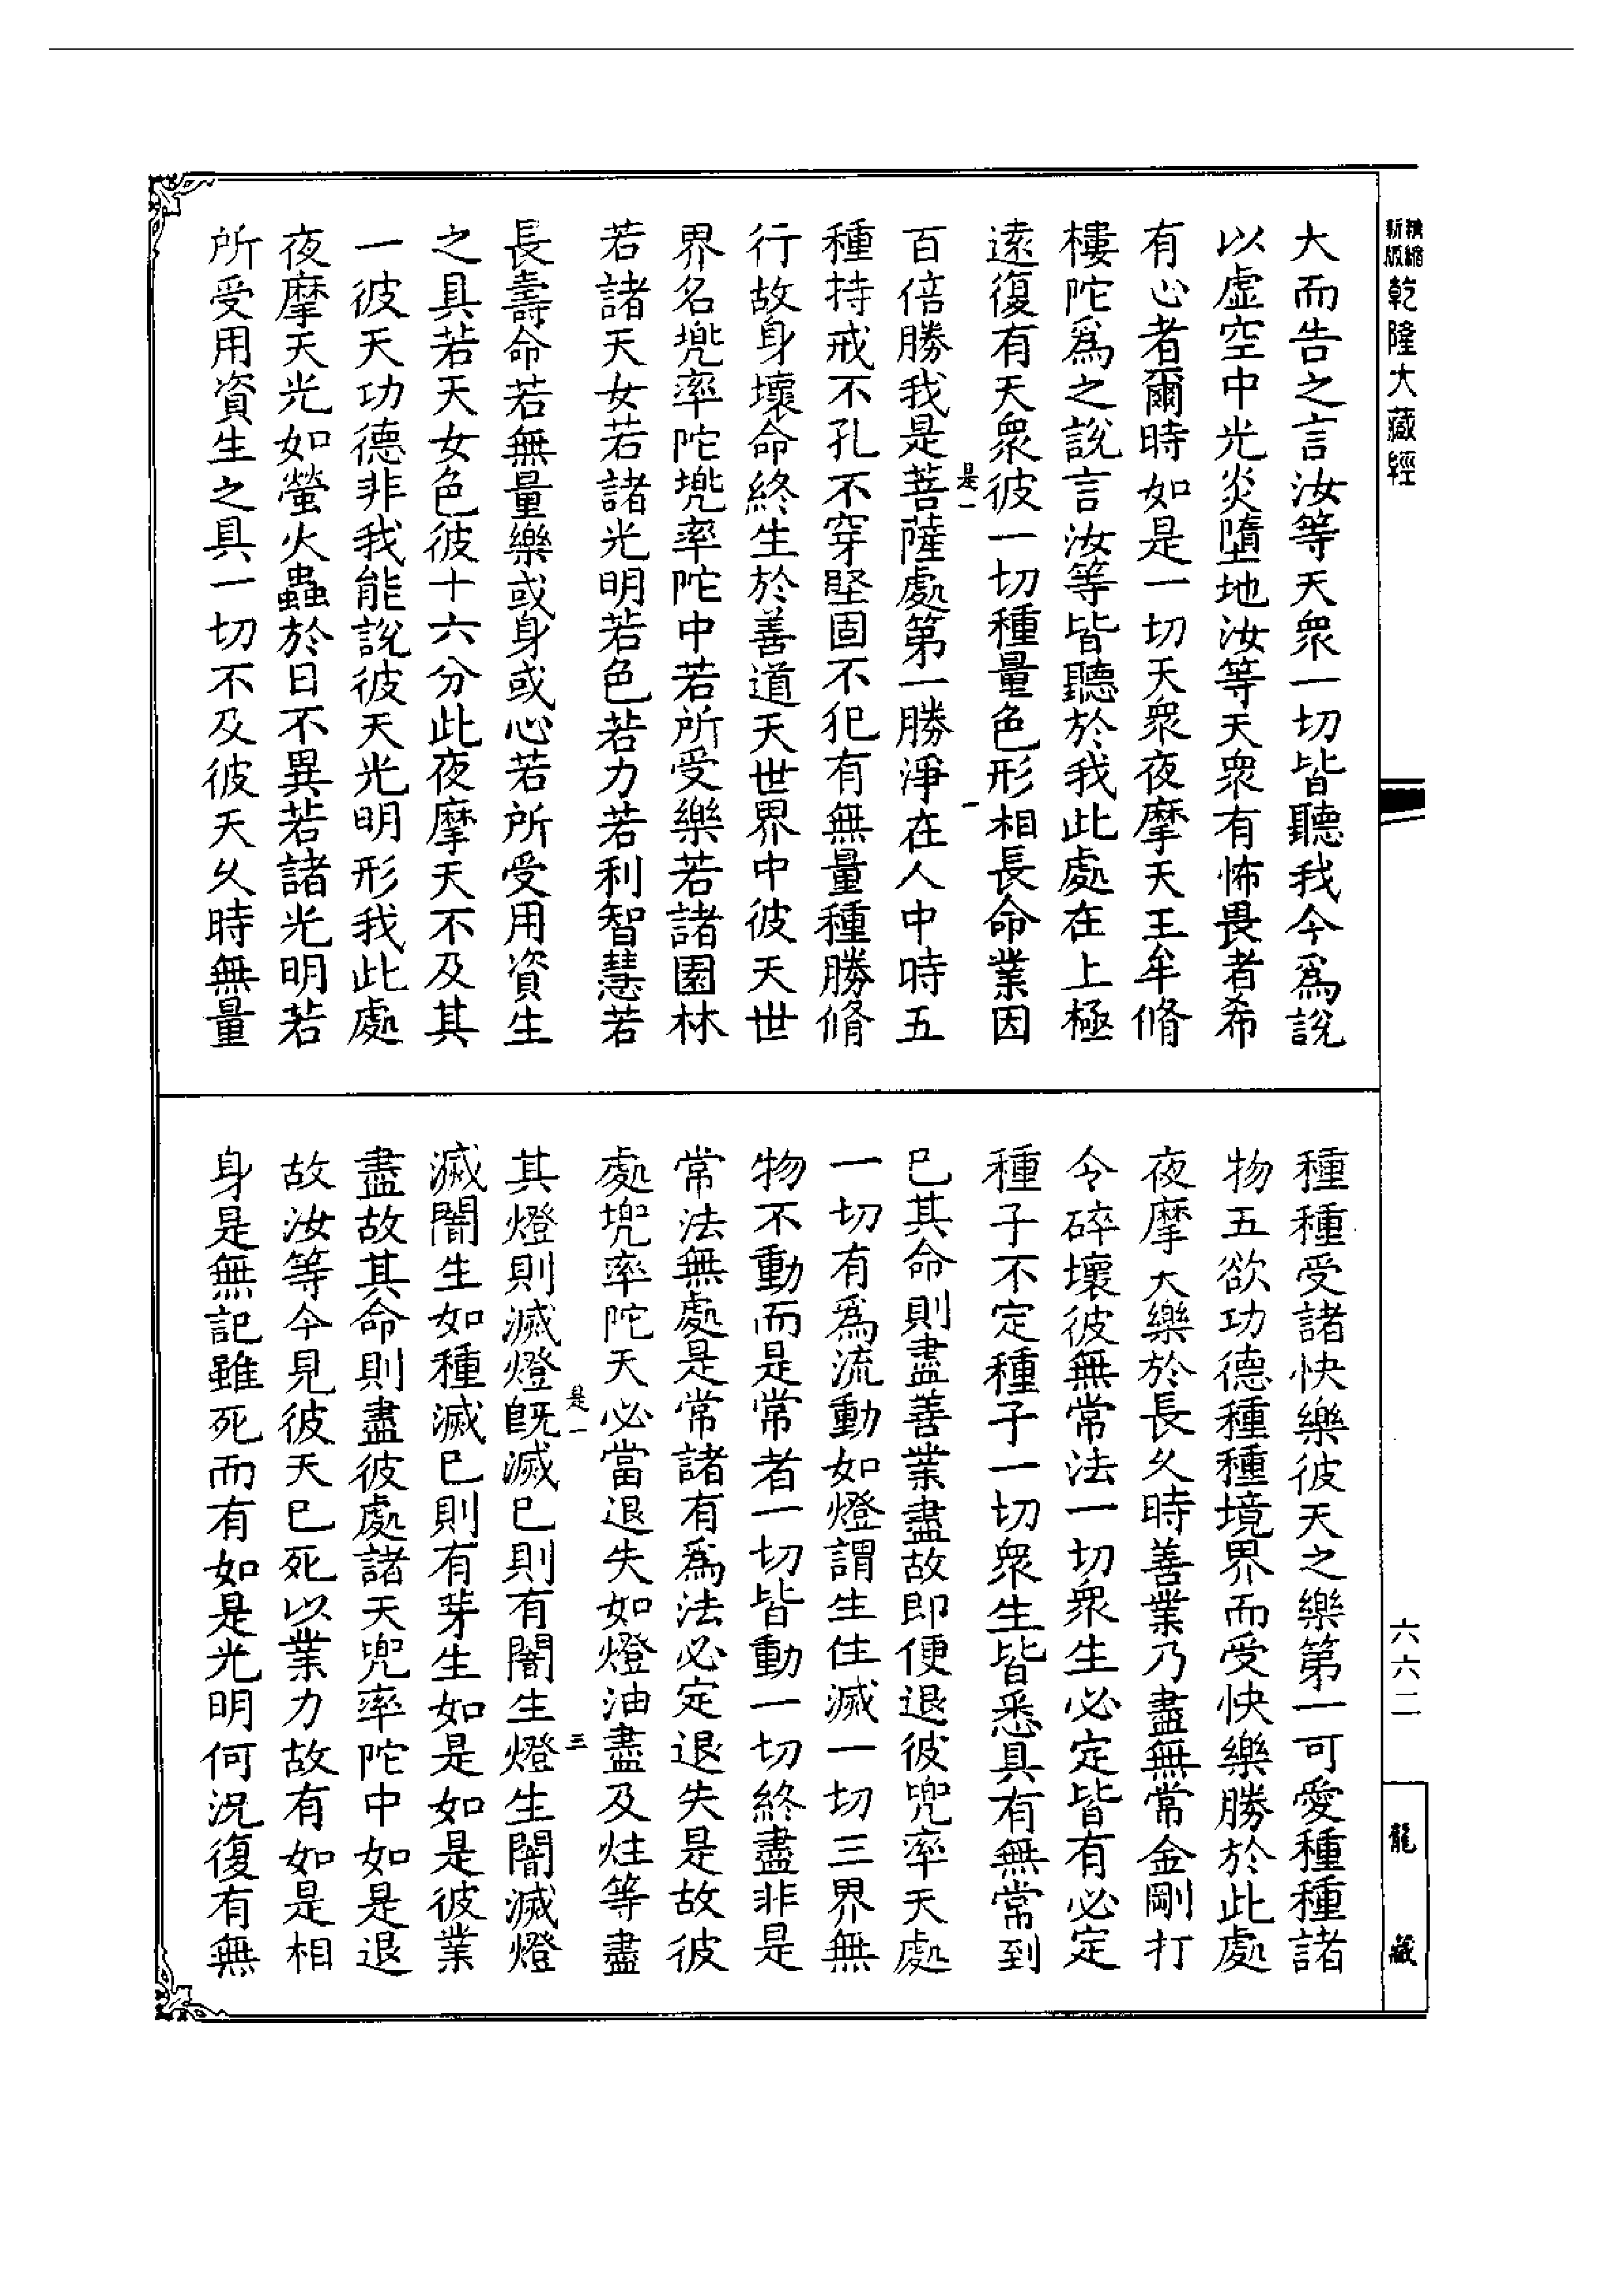 精縮新版乾隆大藏經
大而告之言汝等天眾一切皆聽我今爲說
以虛空中光炎墮地汝等天眾有怖畏者希
有心者爾時如是一切天眾夜摩天王牟脩
樓陀爲之說言汝等皆聽於我此處在上極
遠復有天眾彼一切種量色形相長命業因
是一
一
百倍勝我是菩薩處第一勝淨在人中時五
種持戒不孔不穿堅固不犯有無量種勝脩
行故身壞命終生於善道天世界中彼天世
界名兠率陀兠率陀中若所受樂若諸園林
若諸天女若諸光明若色若力若利智慧若
長壽命若無量樂或身或心若所受用資生
之具若天女色彼十六分此夜摩天不及其
一彼天功德非我能說彼天光明形我此處
夜摩天光如螢火蟲於日不異若諸光明若
所受用資生之具一切不及彼天久時無量
種種受諸快樂彼天之樂第一可愛種種諸
物五欲功德種種境界而受快樂勝於此處
夜摩大樂於長久時善業乃盡無常金剛打
令碎壞彼無常法一切眾生必定皆有必定
種子不定種子一切眾生皆悉具有無常到
已其命則盡善業盡故即便退彼兜率天處
一切有爲流動如燈謂生住滅一切三界無
物不動而是常者一切皆動一切終盡非是
常法無處是常諸有爲法必定退失是故彼
處兜率陀天必當退失如燈油盡及炷等盡
是一
三
其燈則滅燈旣滅已則有闇生燈生闇滅燈
滅闇生如種滅已則有芽生如是如是彼業
盡故其命則盡彼處諸天兜率陀中如是退
故汝等今見彼天已死以業力故有如是相
身是無記雖死而有如是光明何況復有無
六六二
龍藏